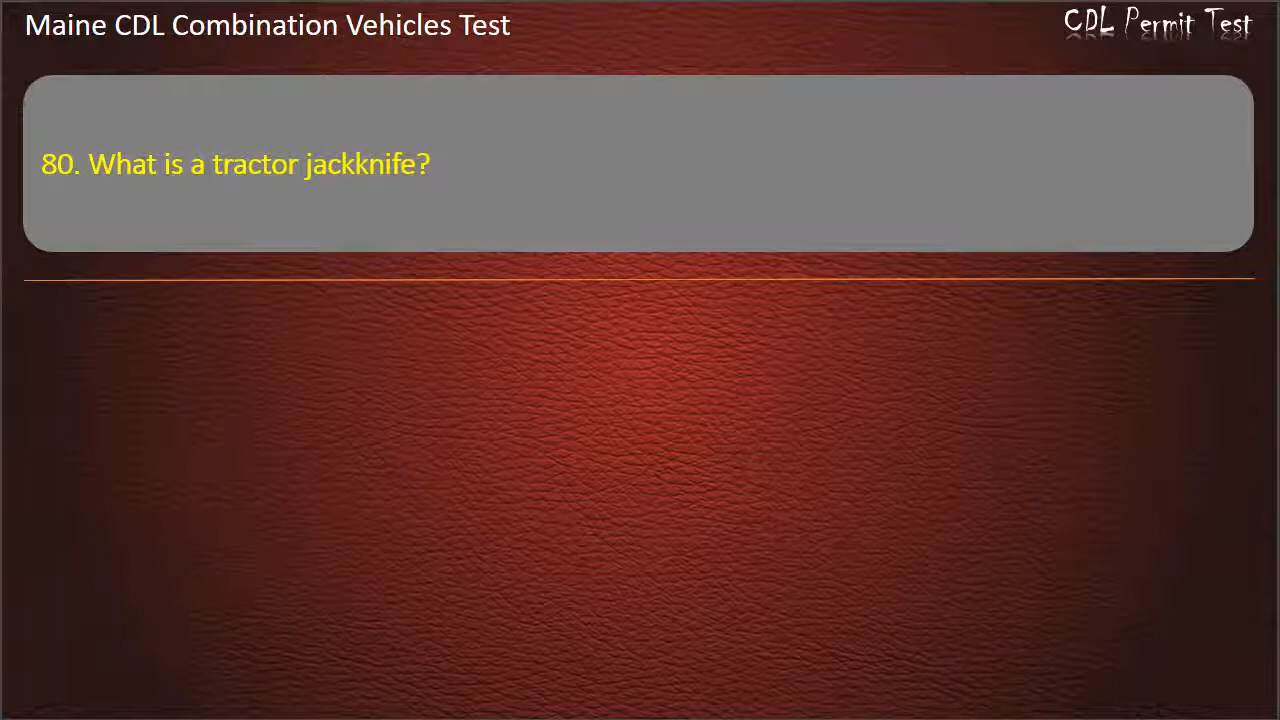 Maine CDL Combination Vehicles Test
CDL Permit Test
80. What is a tractor jackknife?